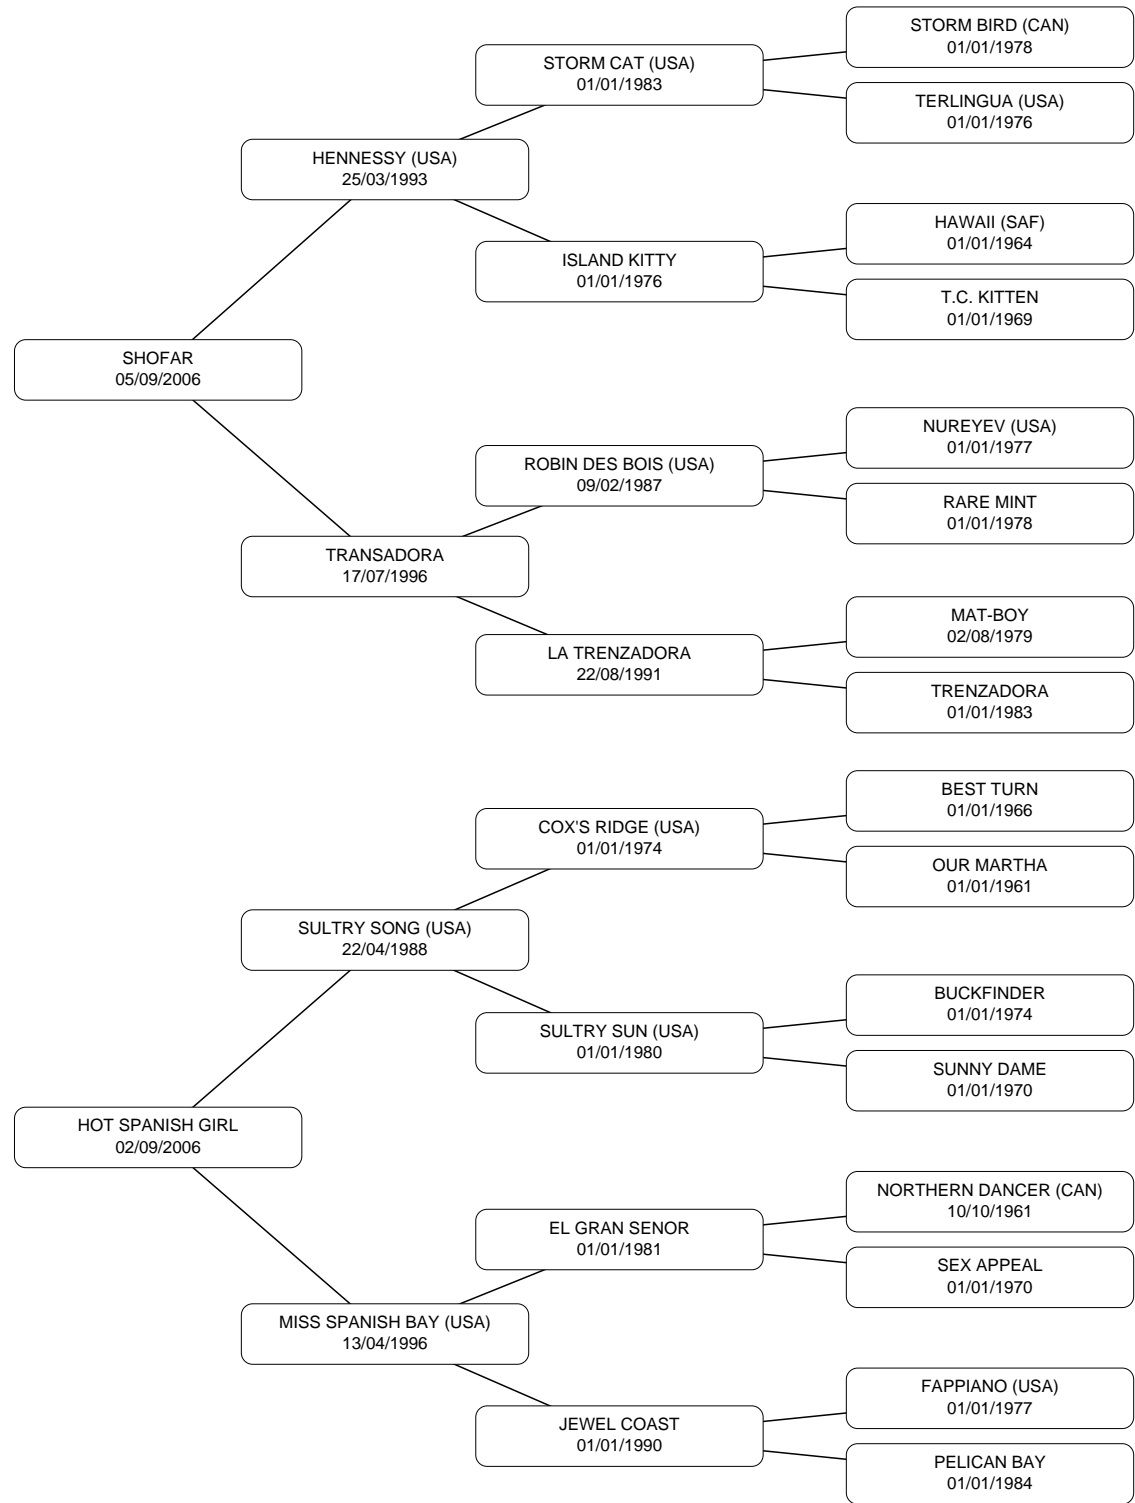 STORM BIRD (CAN)
01/01/1978
STORM CAT (USA)
01/01/1983
TERLINGUA (USA)
01/01/1976
HENNESSY (USA)
25/03/1993
HAWAII (SAF)
01/01/1964
ISLAND KITTY
01/01/1976
T.C. KITTEN
01/01/1969
SHOFAR
05/09/2006
NUREYEV (USA)
01/01/1977
ROBIN DES BOIS (USA)
09/02/1987
RARE MINT
01/01/1978
TRANSADORA
17/07/1996
MAT-BOY
02/08/1979
LA TRENZADORA
22/08/1991
TRENZADORA
01/01/1983
BEST TURN
01/01/1966
COX'S RIDGE (USA)
01/01/1974
OUR MARTHA
01/01/1961
SULTRY SONG (USA)
22/04/1988
BUCKFINDER
01/01/1974
SULTRY SUN (USA)
01/01/1980
SUNNY DAME
01/01/1970
HOT SPANISH GIRL
02/09/2006
NORTHERN DANCER (CAN)
10/10/1961
EL GRAN SENOR
01/01/1981
SEX APPEAL
01/01/1970
MISS SPANISH BAY (USA)
13/04/1996
FAPPIANO (USA)
01/01/1977
JEWEL COAST
01/01/1990
PELICAN BAY
01/01/1984